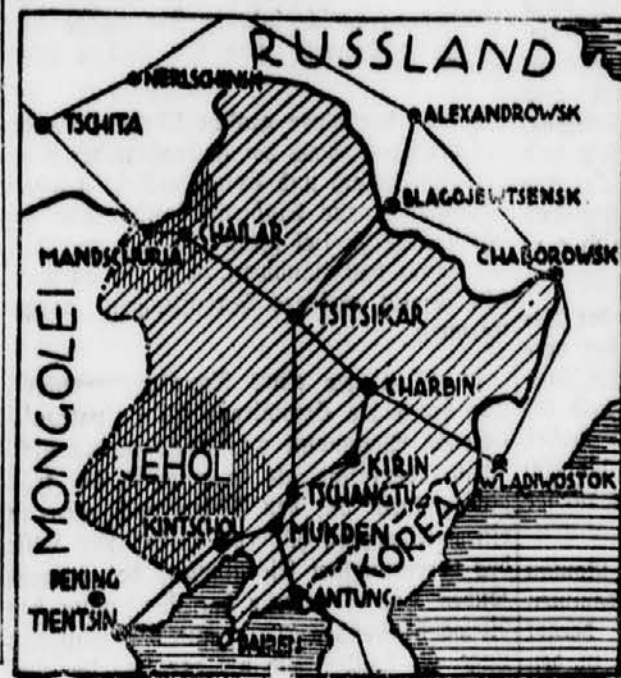 RUSSLAND
NERLSCHINSK
TSCHITA
ALEXANDROWSK
BLAGOJEWTSENSK
CHAILAR
MANDSCHURIA
CHABOROWSK
MONGOLEI
TSITSIKAR
CHARBIN
JEHOL
KIRIN
WLADIWOSTOK
TSCHANGTU
KINTSCHOU
MUKDEN
KOREA
PEKING
ANTUNG
TIENTSIN
DAIREN